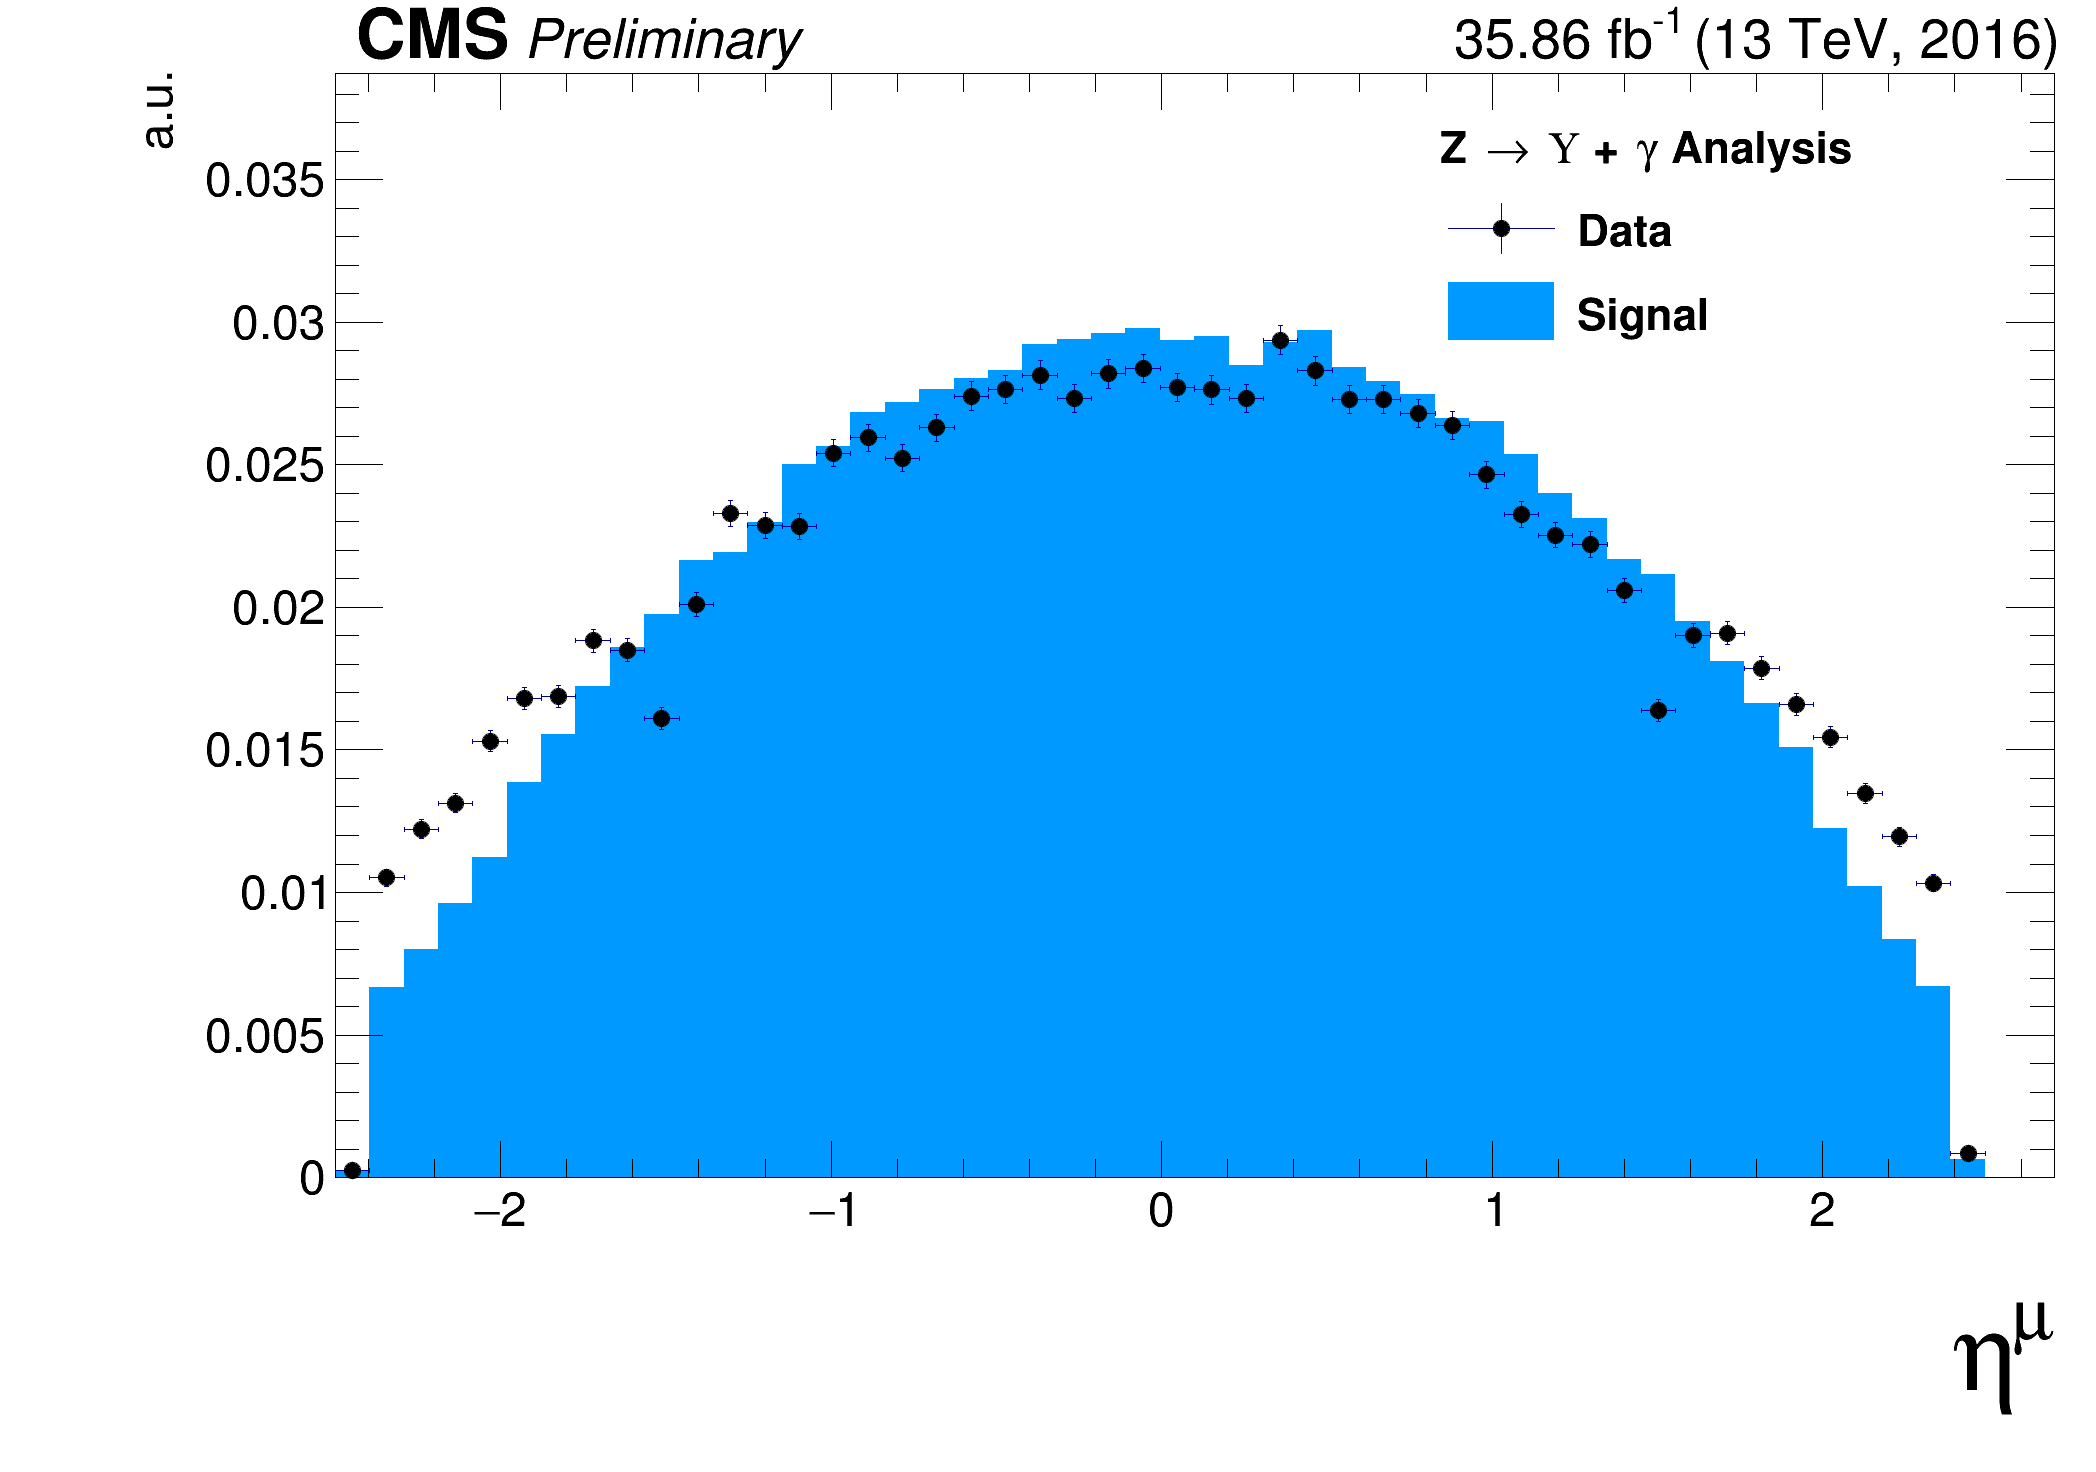 CMS Preliminary 35.86 fb⁻¹ (13 TeV, 2016)
a.u.
Z → Υ + γ Analysis
Data
Signal
0.035
0.03
0.025
0.02
0.015
0.01
0.005
0
−2 −1 0 1 2
η^μ